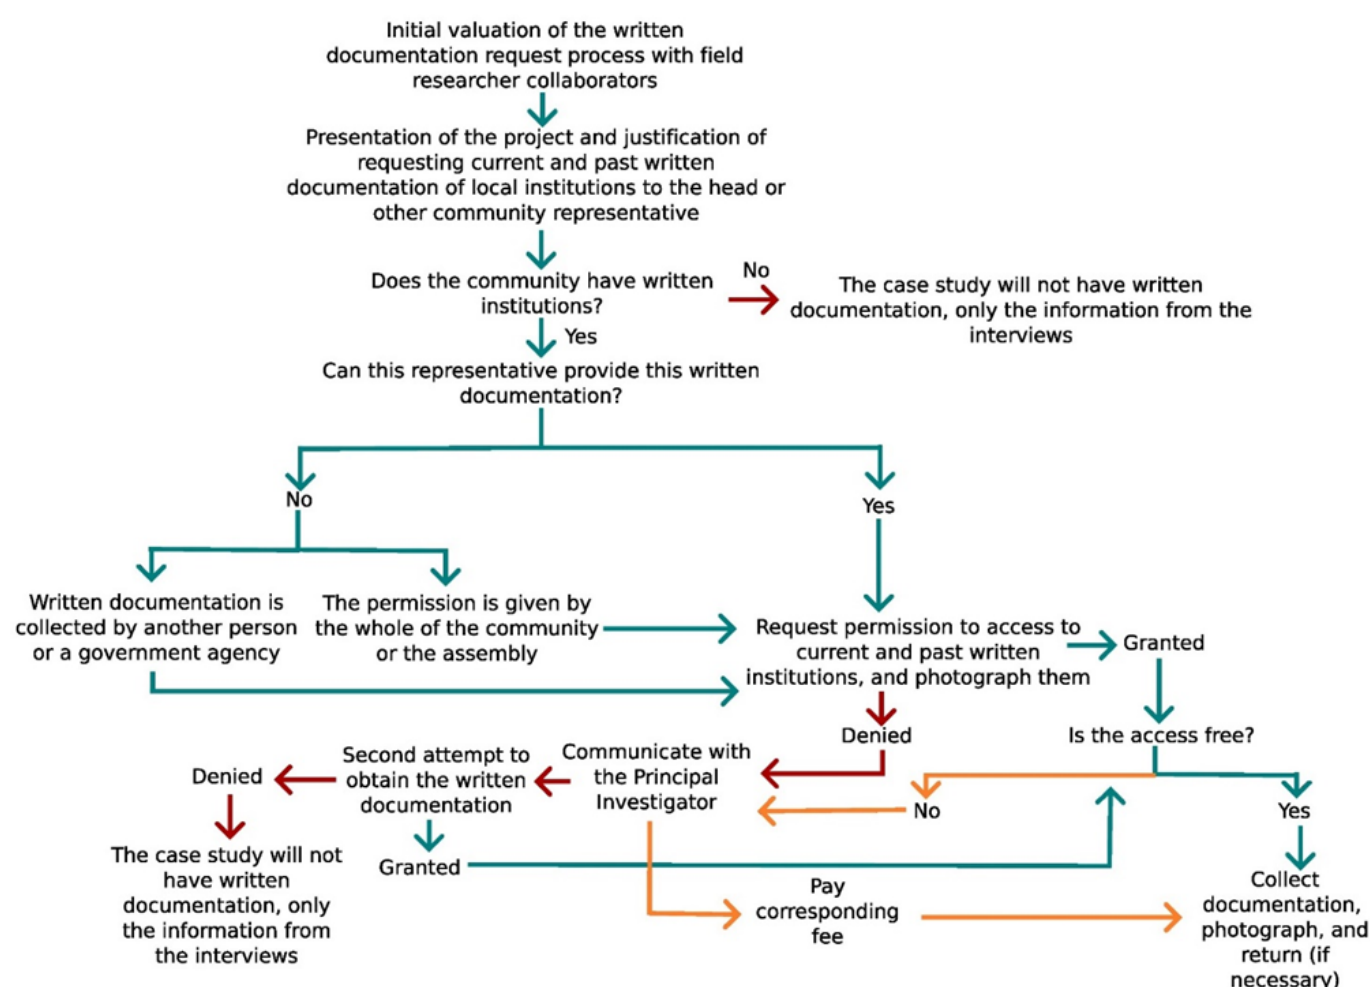 Initial valuation of the written
documentation request process with field
researcher collaborators
Presentation of the project and justification of
requesting current and past written
documentation of local institutions to the head or
other community representative
Does the community have written
institutions?
No
The case study will not have written
documentation, only the information from the
interviews
Yes
Can this representative provide this written
documentation?
No
Yes
Written documentation is
collected by another person
or a government agency
The permission is given by
the whole of the community
or the assembly
Request permission to access to
current and past written
institutions, and photograph them
Granted
Denied
Is the access free?
Communicate with
the Principal
Investigator
Second attempt to
obtain the written
documentation
Denied
No
Yes
The case study will not
have written
documentation, only
the information from
the interviews
Granted
Pay
corresponding
fee
Collect
documentation,
photograph, and
return (if
necessary)